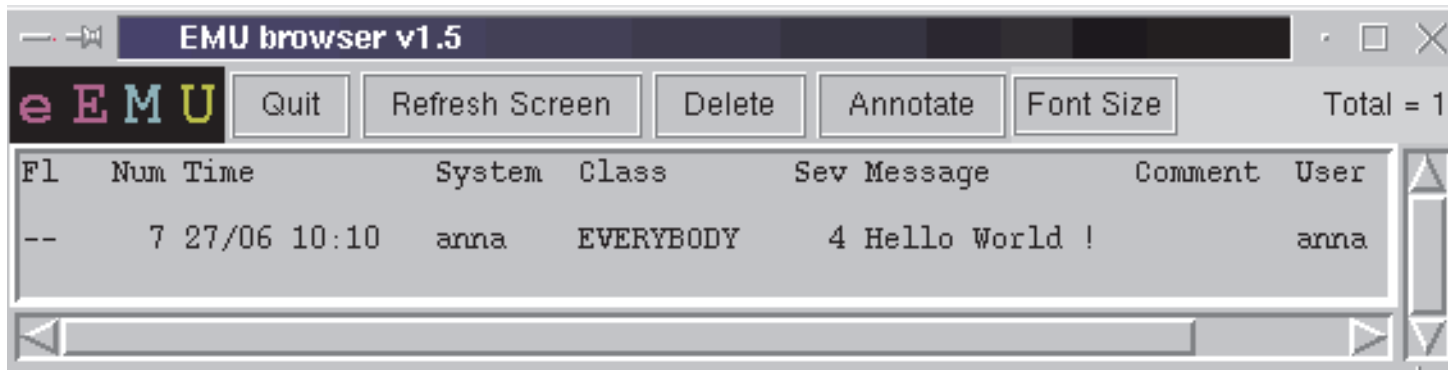 EMU browser v1.5
e E M U Quit Refresh Screen Delete Annotate Font Size Total = 1
Fl Num Time System Class Sev Message Comment User
-- 7 27/06 10:10 anna EVERYBODY 4 Hello World ! anna